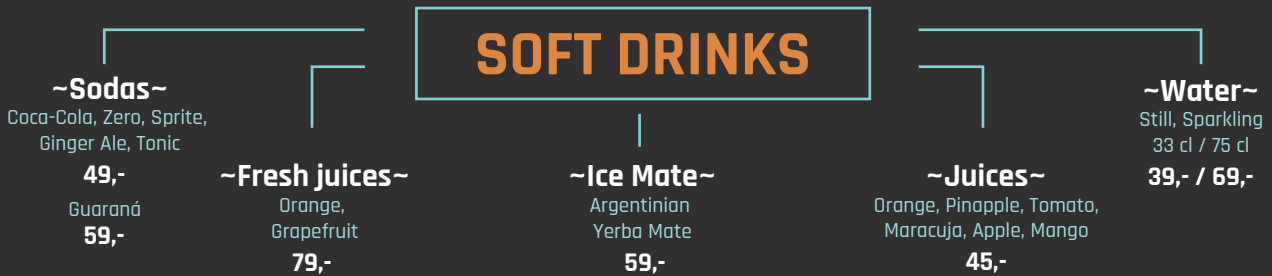 SOFT DRINKS
~Sodas~
Coca-Cola, Zero, Sprite,
Ginger Ale, Tonic
49,-
Guaraná
59,-
~Fresh juices~
Orange,
Grapefruit
79,-
~Ice Mate~
Argentinian
Yerba Mate
59,-
~Juices~
Orange, Pinapple, Tomato,
Maracuja, Apple, Mango
45,-
~Water~
Still, Sparkling
33 cl / 75 cl
39,- / 69,-